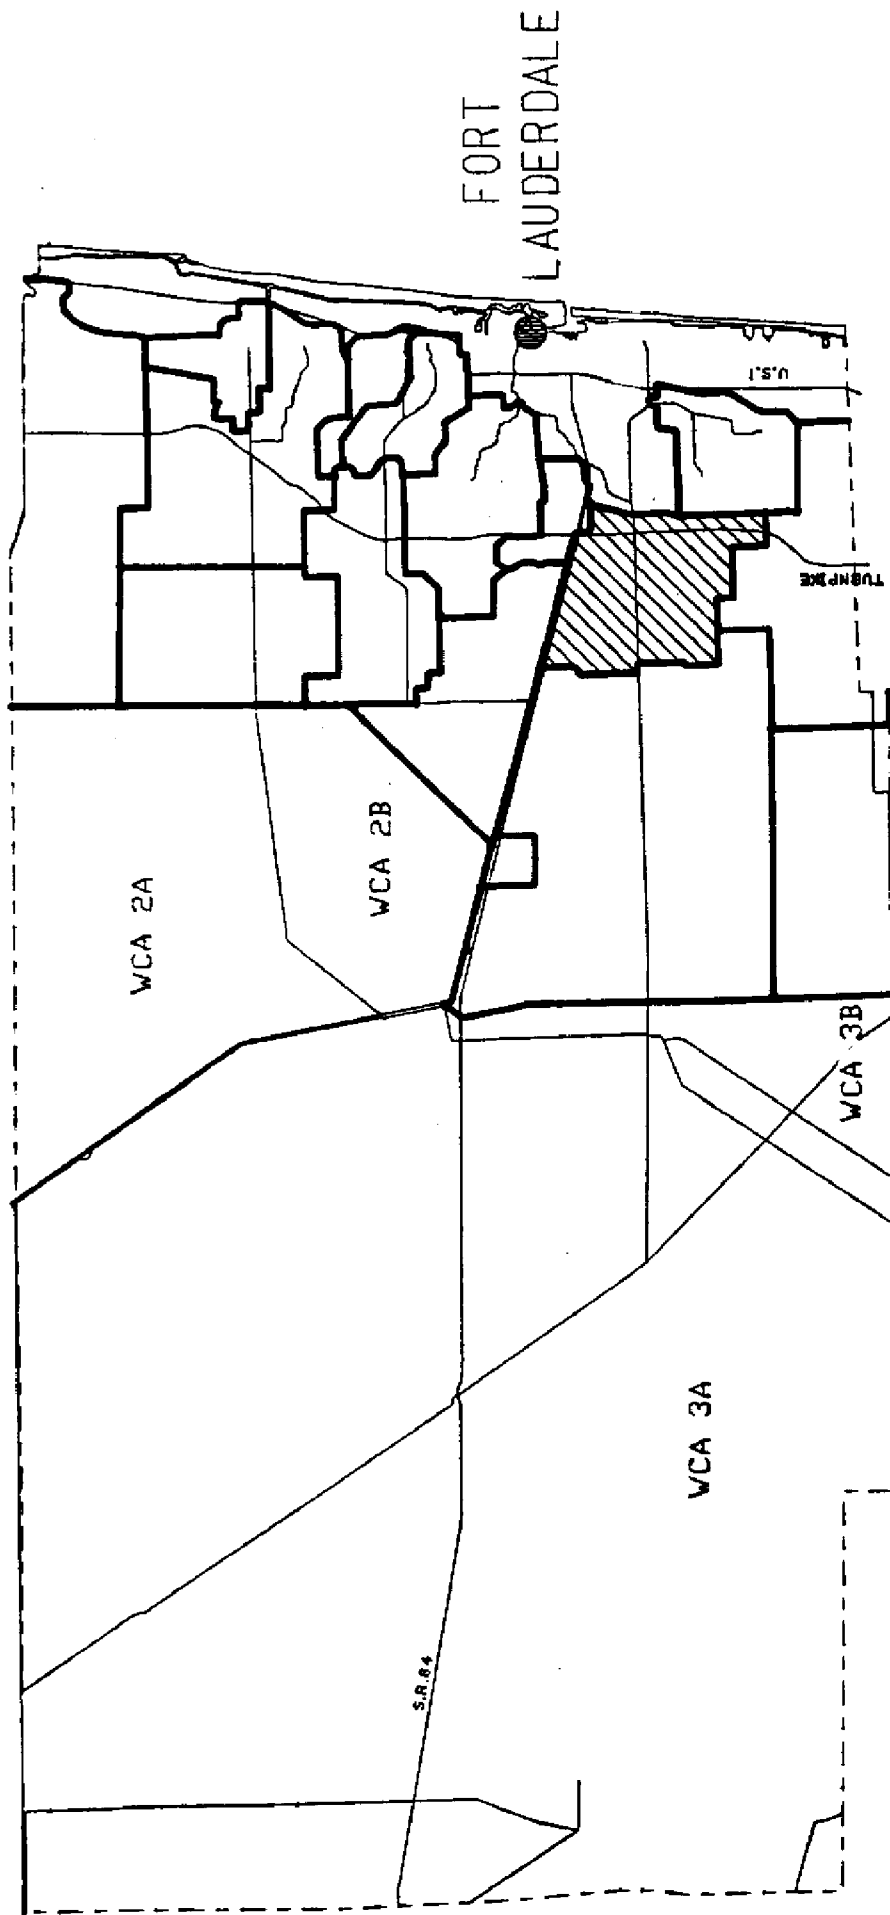 FORT
LAUDERDALE
U.S.1
TURNPIKE
WCA 2A
WCA 2B
WCA 3B
WCA 3A
S.R.84